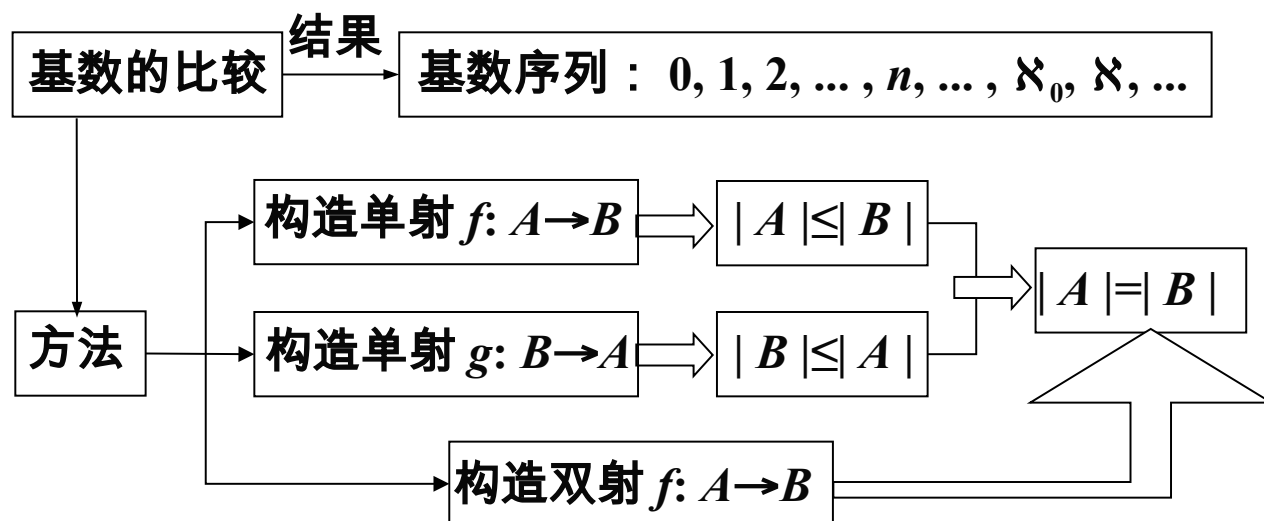 结果
基数的比较
基数序列：0, 1, 2, ... , n, ... , ℵ₀, ℵ, ...
构造单射 f: A→B
| A |≤| B |
| A |=| B |
方法
构造单射 g: B→A
| B |≤| A |
构造双射 f: A→B